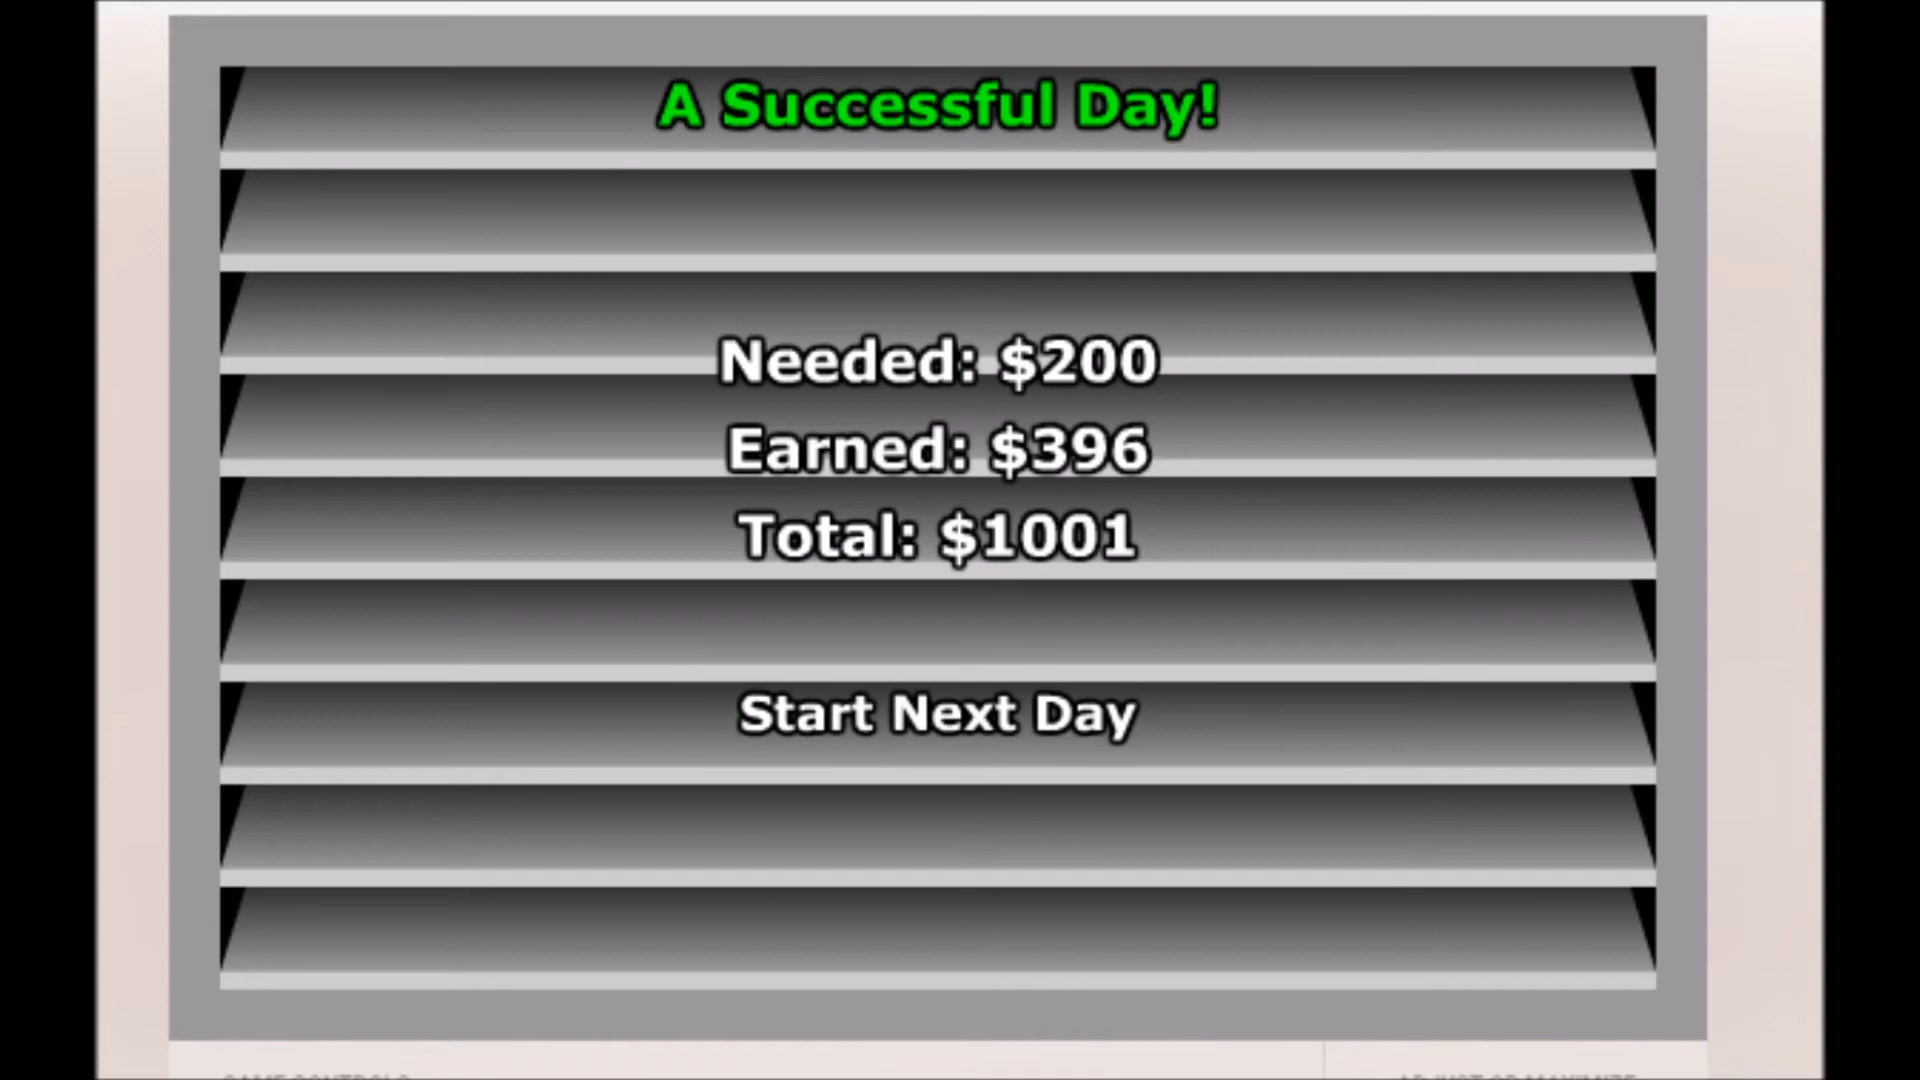 A Successful Day!
Needed: $200
Earned: $396
Total: $1001
Start Next Day